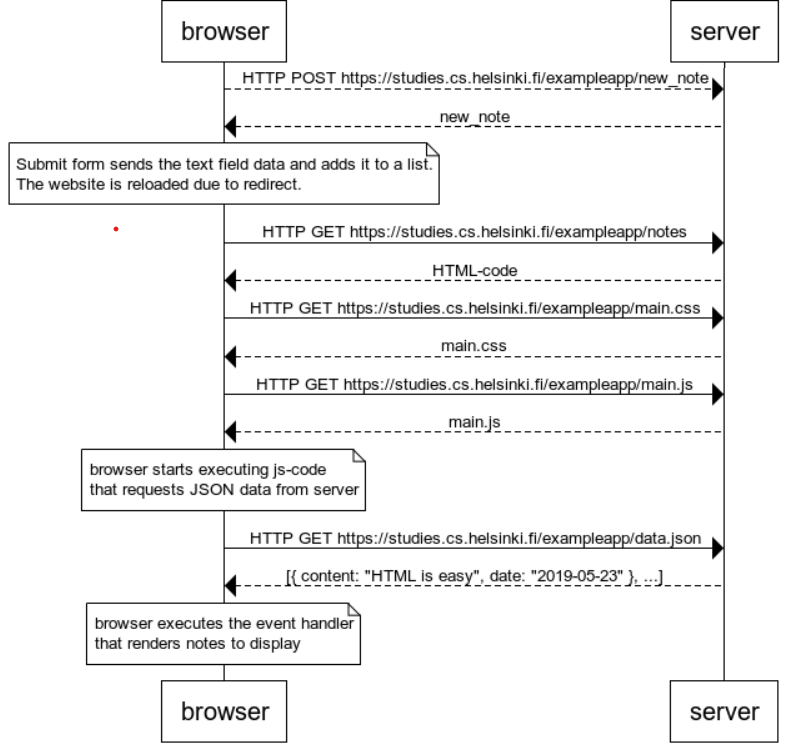 browser
server
HTTP POST https://studies.cs.helsinki.fi/exampleapp/new_note
new_note
Submit form sends the text field data and adds it to a list.
The website is reloaded due to redirect.
HTTP GET https://studies.cs.helsinki.fi/exampleapp/notes
HTML-code
HTTP GET https://studies.cs.helsinki.fi/exampleapp/main.css
main.css
HTTP GET https://studies.cs.helsinki.fi/exampleapp/main.js
main.js
browser starts executing js-code
that requests JSON data from server
HTTP GET https://studies.cs.helsinki.fi/exampleapp/data.json
[{ content: "HTML is easy", date: "2019-05-23" }, ...]
browser executes the event handler
that renders notes to display
browser
server